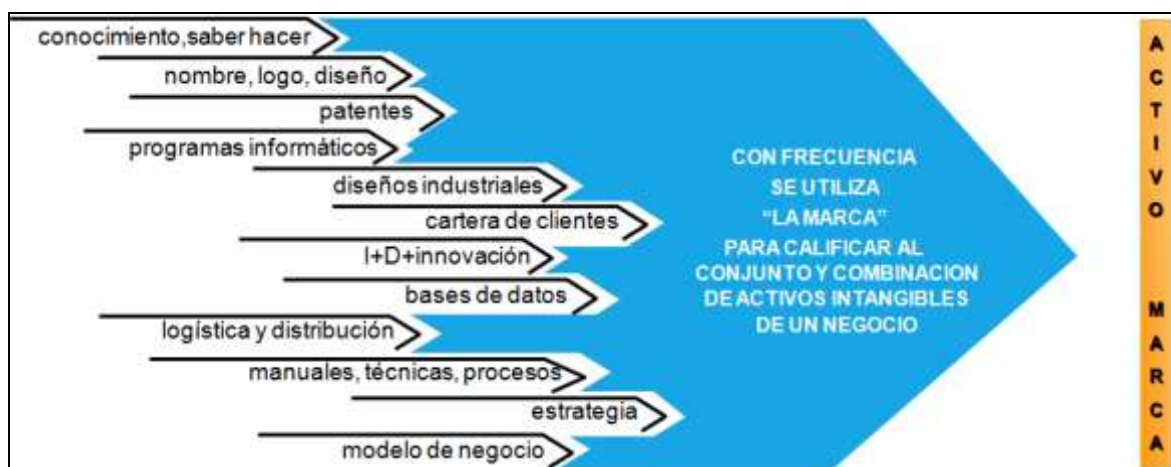 conocimiento,saber hacer
nombre, logo, diseño
patentes
programas informáticos
diseños industriales
cartera de clientes
I+D+innovación
bases de datos
logística y distribución
manuales, técnicas, procesos
estrategia
modelo de negocio
CON FRECUENCIA
SE UTILIZA
“LA MARCA”
PARA CALIFICAR AL
CONJUNTO Y COMBINACION
DE ACTIVOS INTANGIBLES
DE UN NEGOCIO
ACTIVO MARCA